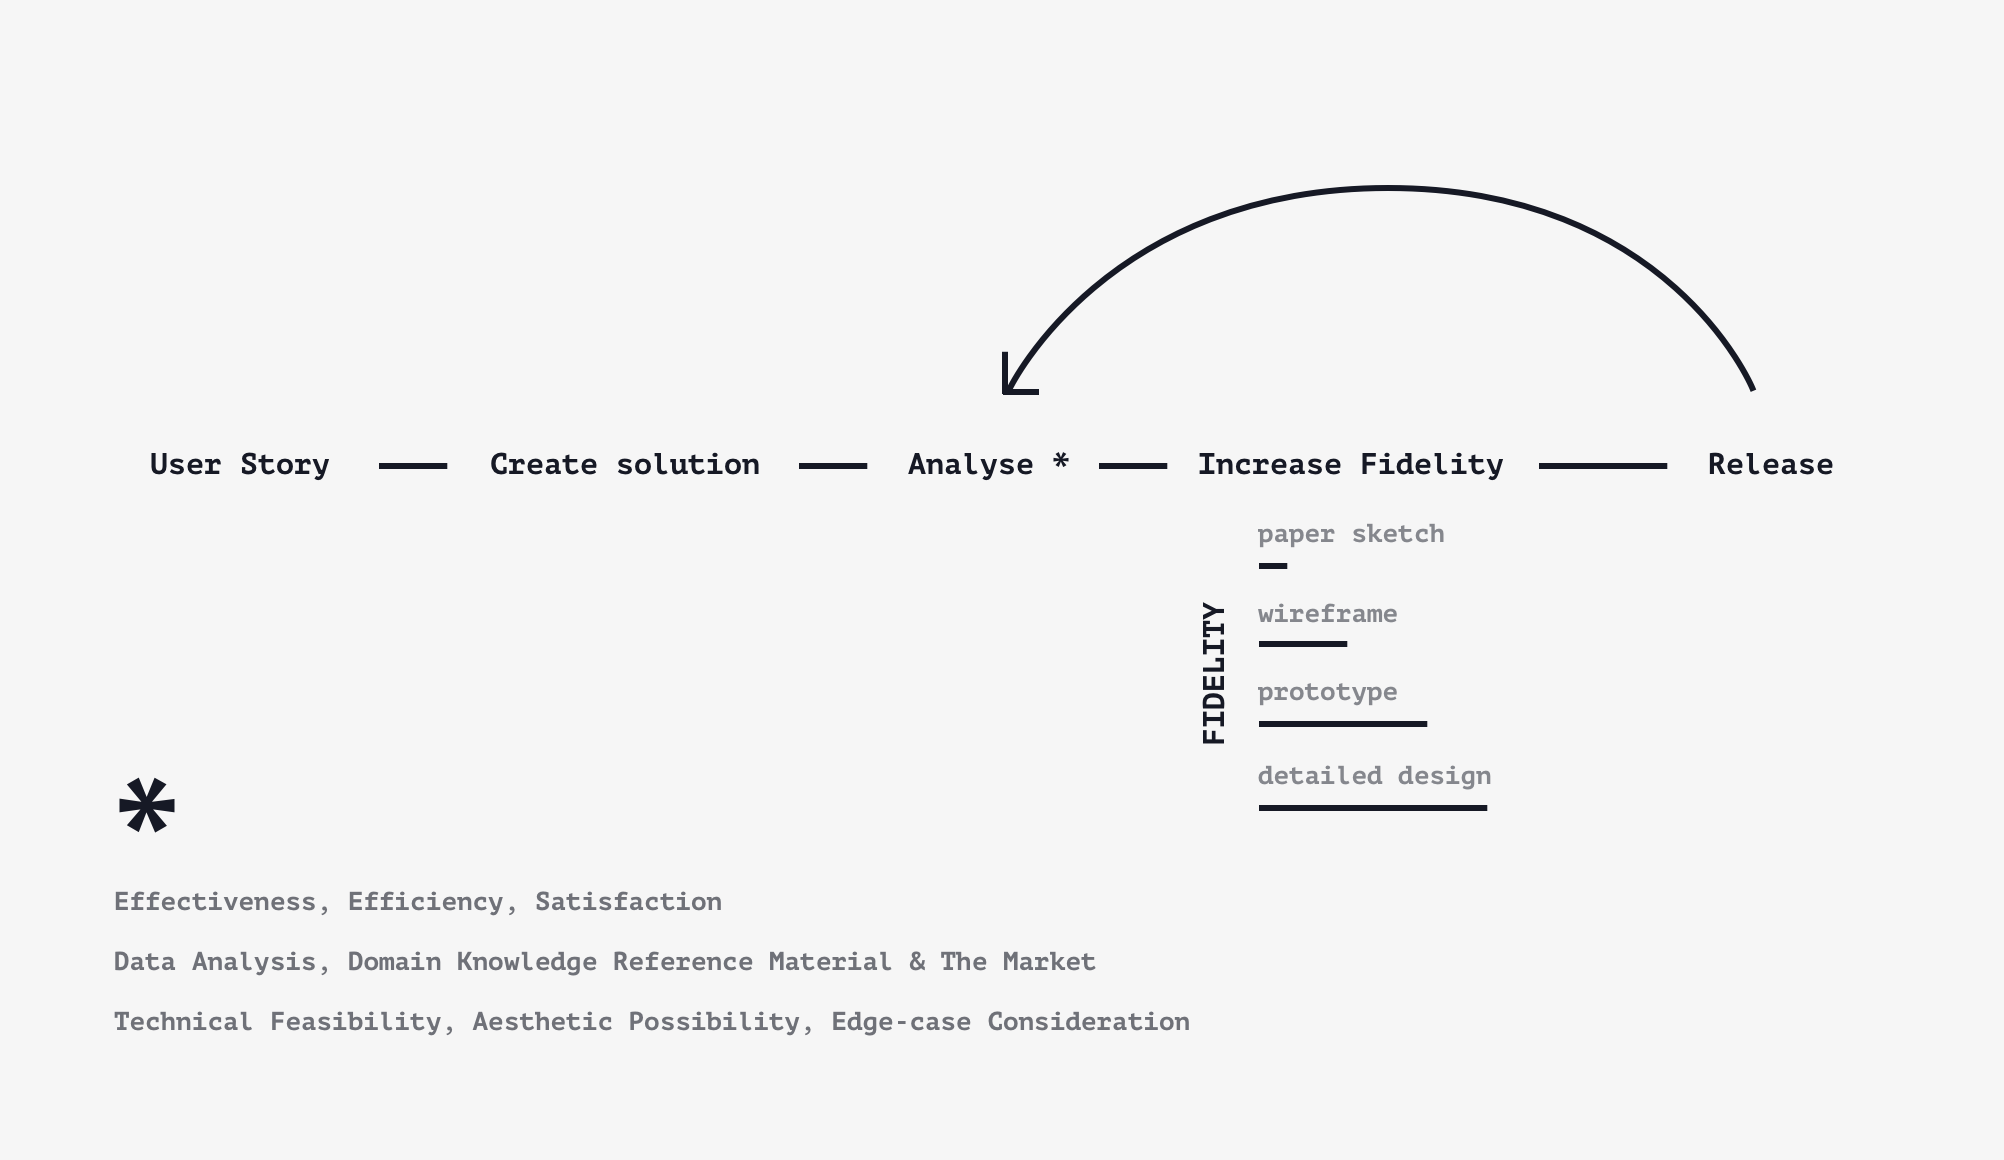 User Story Create solution Analyse * Increase Fidelity Release
paper sketch
wireframe
FIDELITY
prototype
detailed design
*
Effectiveness, Efficiency, Satisfaction
Data Analysis, Domain Knowledge Reference Material & The Market
Technical Feasibility, Aesthetic Possibility, Edge-case Consideration